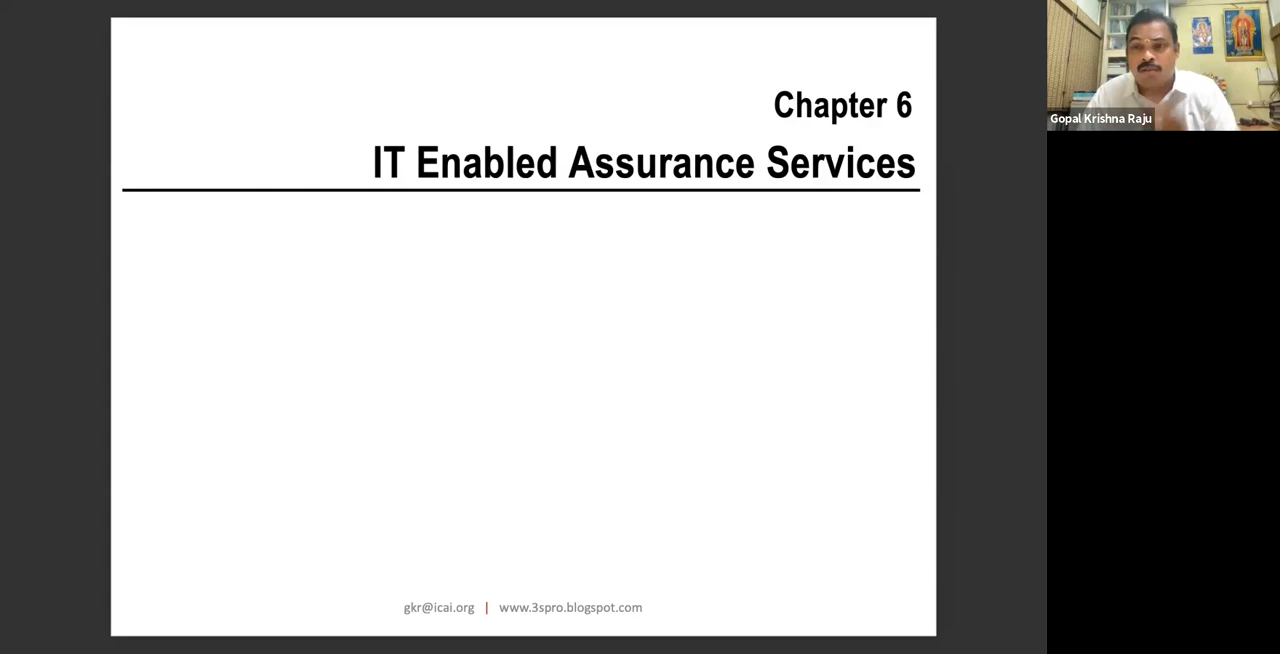 Chapter 6
IT Enabled Assurance Services
gkr@icai.org | www.3spro.blogspot.com
Gopal Krishna Raju